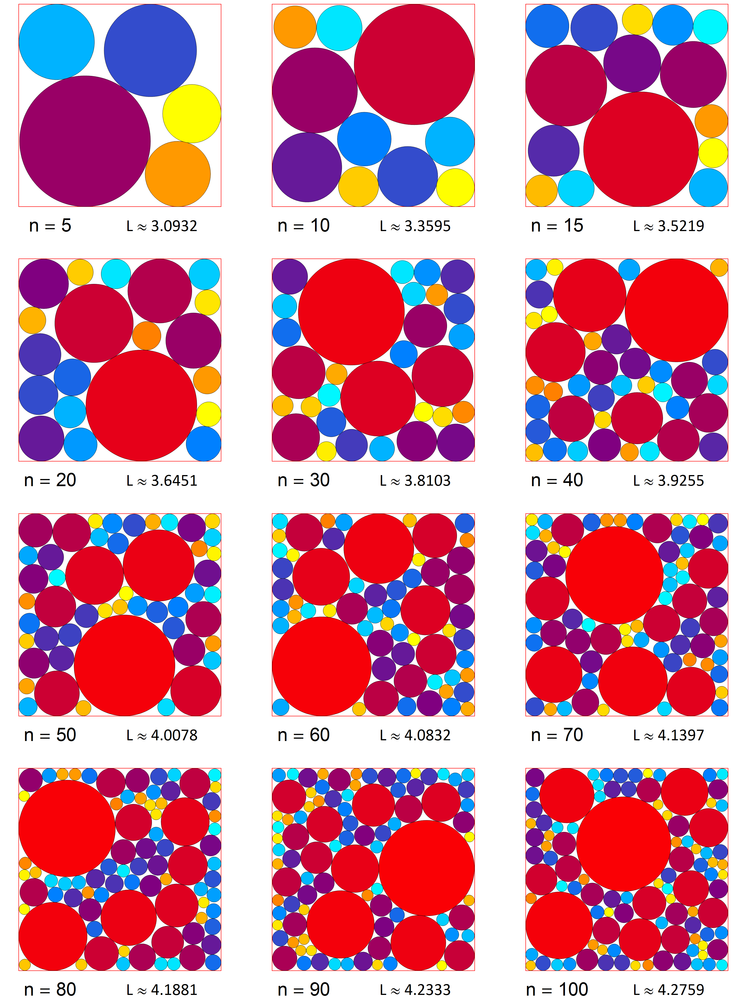 n = 5 L ≈ 3.0932 n = 10 L ≈ 3.3595 n = 15 L ≈ 3.5219
n = 20 L ≈ 3.6451 n = 30 L ≈ 3.8103 n = 40 L ≈ 3.9255
n = 50 L ≈ 4.0078 n = 60 L ≈ 4.0832 n = 70 L ≈ 4.1397
n = 80 L ≈ 4.1881 n = 90 L ≈ 4.2333 n = 100 L ≈ 4.2759